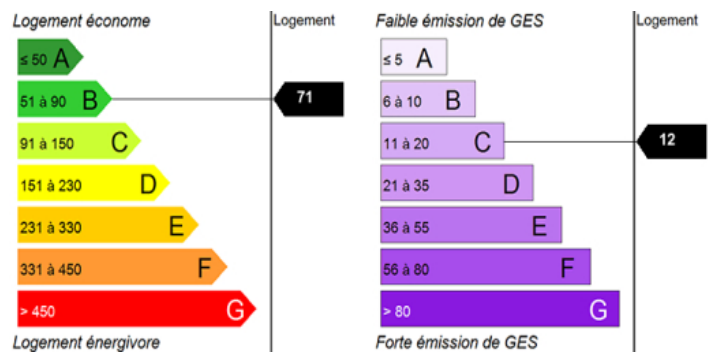 Logement économe
Logement
≤ 50 A
51 à 90 B
71
91 à 150 C
151 à 230 D
231 à 330 E
331 à 450 F
> 450 G
Logement énergivore
Faible émission de GES
Logement
≤ 5 A
6 à 10 B
11 à 20 C
12
21 à 35 D
36 à 55 E
56 à 80 F
> 80 G
Forte émission de GES